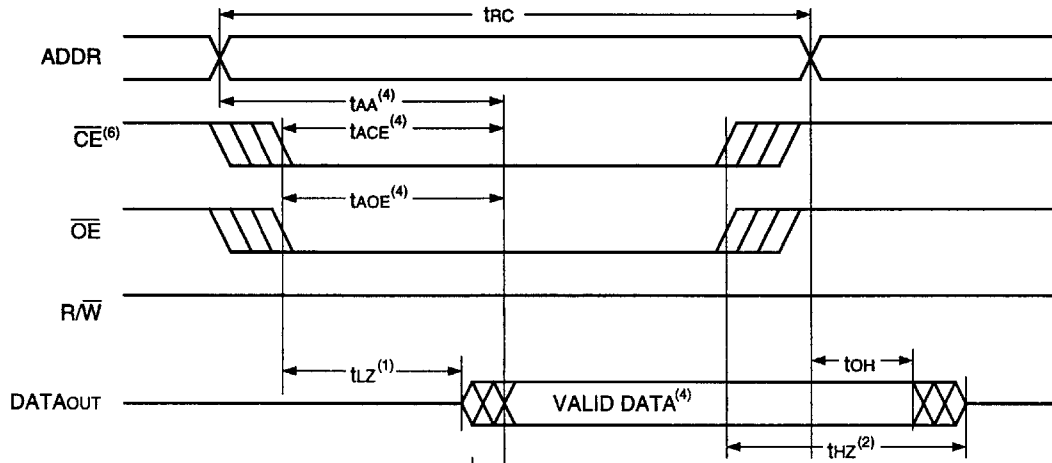 tRC
ADDR
tAA(4)
CE(6)
tACE(4)
tAOE(4)
OE
R/W
tLZ(1)
tOH
DATAOUT
VALID DATA(4)
tHZ(2)